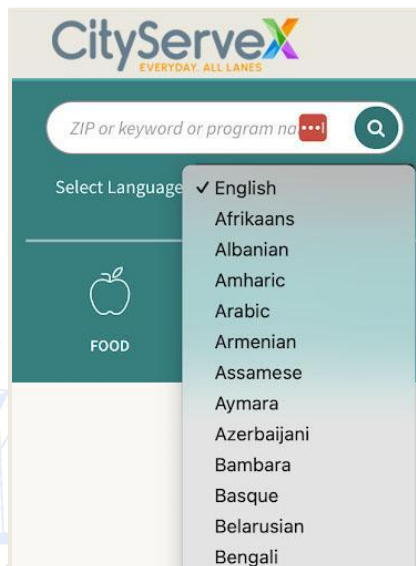 CityServeX
EVERYDAY. ALL LANES
ZIP or keyword or program na
Select Language ✓ English
Afrikaans
Albanian
Amharic
Arabic
FOOD
Armenian
Assamese
Aymara
Azerbaijani
Bambara
Basque
Belarusian
Bengali